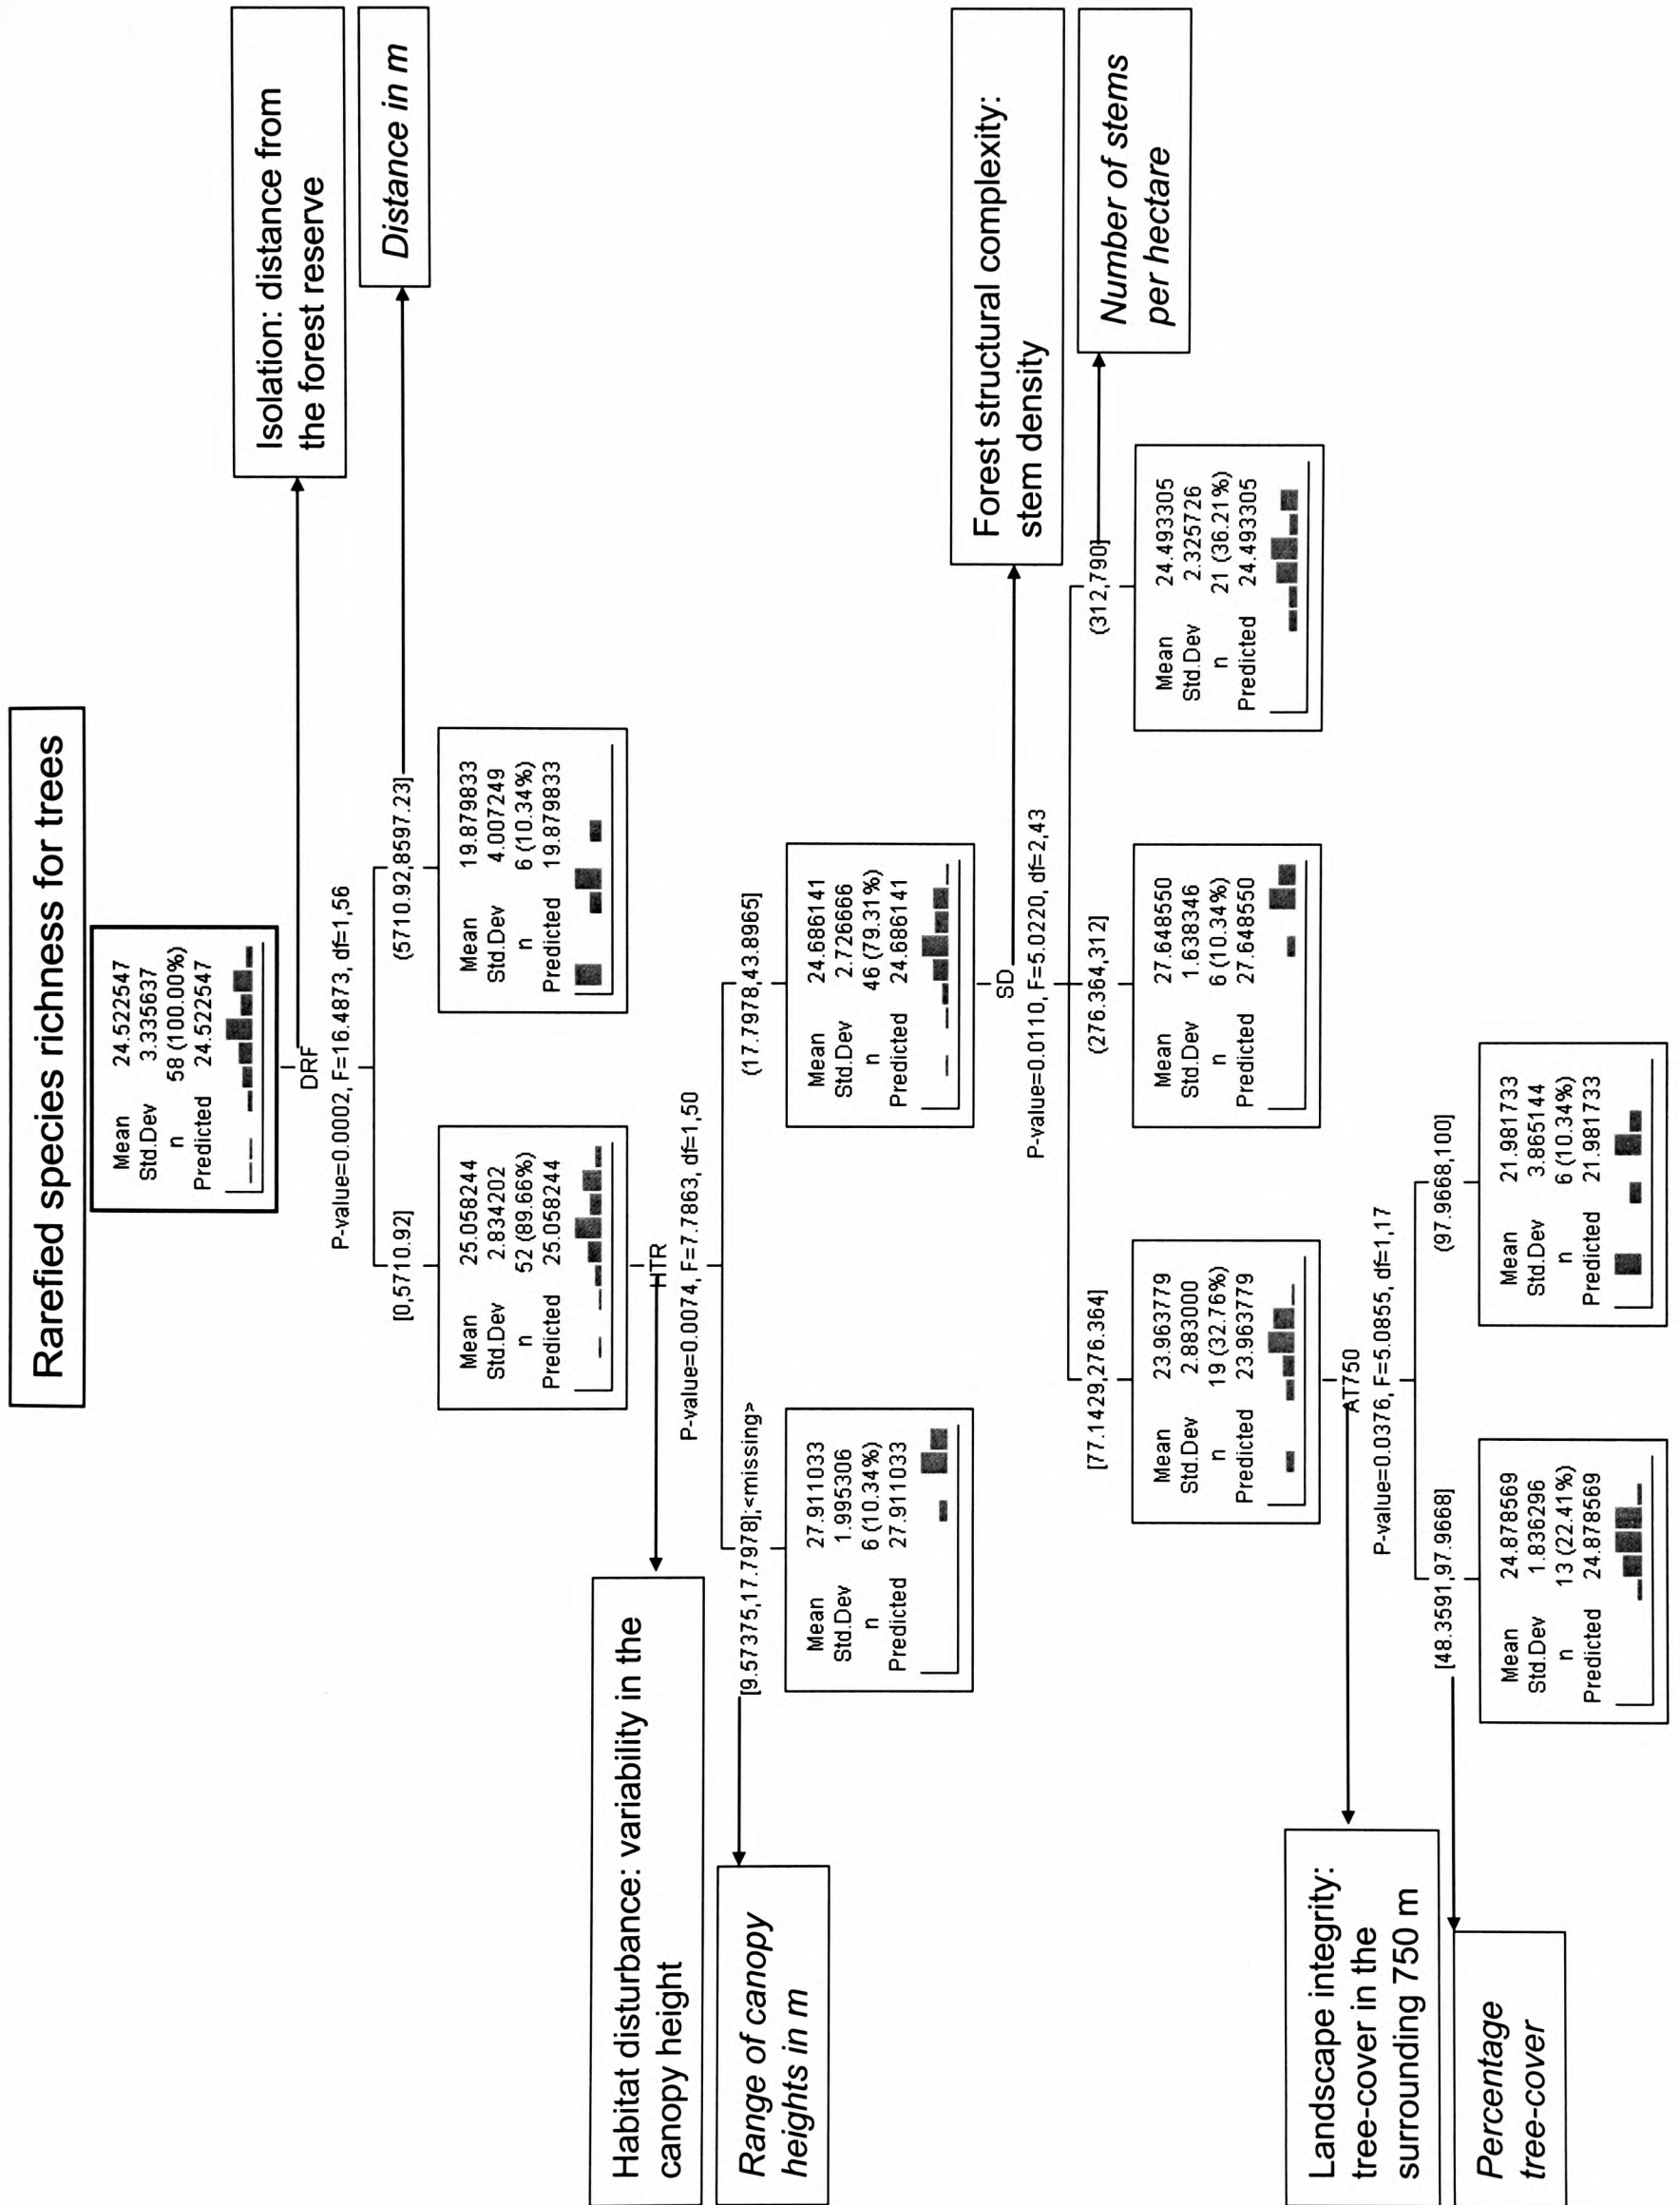 Rarefied species richness for trees
Mean 24.522547
Std.Dev 3.335637
n 58 (100.00%)
Predicted 24.522547
DRF
P-value=0.0002, F=16.4873, df=1,56
Isolation: distance from
the forest reserve
[0,5710.92]
(5710.92,8597.23]
Distance in m
Mean 25.058244
Std.Dev 2.834202
n 52 (89.66%)
Predicted 25.058244
Mean 19.879833
Std.Dev 4.007249
n 6 (10.34%)
Predicted 19.879833
HTR
P-value=0.0074, F=7.7863, df=1,50
Habitat disturbance: variability in the
canopy height
[9.57375,17.7978];<missing>
(17.7978,43.8965]
Range of canopy
heights in m
Mean 27.911033
Std.Dev 1.995306
n 6 (10.34%)
Predicted 27.911033
Mean 24.686141
Std.Dev 2.726666
n 46 (79.31%)
Predicted 24.686141
SD
P-value=0.0110, F=5.0220, df=2,43
Forest structural complexity:
stem density
[77.1429,276.364]
(276.364,312]
(312,790]
Number of stems
per hectare
Mean 23.963779
Std.Dev 2.883000
n 19 (32.76%)
Predicted 23.963779
Mean 27.648550
Std.Dev 1.638346
n 6 (10.34%)
Predicted 27.648550
Mean 24.493305
Std.Dev 2.325726
n 21 (36.21%)
Predicted 24.493305
AT750
P-value=0.0376, F=5.0855, df=1,17
Landscape integrity:
tree-cover in the
surrounding 750 m
[48.3591,97.9668]
(97.9668,100]
Percentage
tree-cover
Mean 24.878569
Std.Dev 1.836296
n 13 (22.41%)
Predicted 24.878569
Mean 21.981733
Std.Dev 3.865144
n 6 (10.34%)
Predicted 21.981733